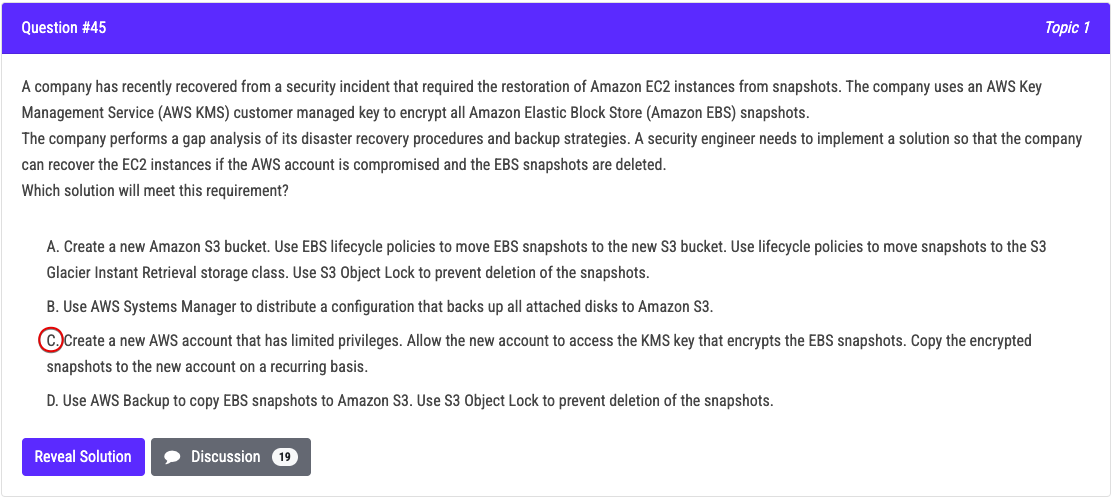 Question #45
Topic 1
A company has recently recovered from a security incident that required the restoration of Amazon EC2 instances from snapshots. The company uses an AWS Key
Management Service (AWS KMS) customer managed key to encrypt all Amazon Elastic Block Store (Amazon EBS) snapshots.
The company performs a gap analysis of its disaster recovery procedures and backup strategies. A security engineer needs to implement a solution so that the company
can recover the EC2 instances if the AWS account is compromised and the EBS snapshots are deleted.
Which solution will meet this requirement?
A. Create a new Amazon S3 bucket. Use EBS lifecycle policies to move EBS snapshots to the new S3 bucket. Use lifecycle policies to move snapshots to the S3
Glacier Instant Retrieval storage class. Use S3 Object Lock to prevent deletion of the snapshots.
B. Use AWS Systems Manager to distribute a configuration that backs up all attached disks to Amazon S3.
C. Create a new AWS account that has limited privileges. Allow the new account to access the KMS key that encrypts the EBS snapshots. Copy the encrypted
snapshots to the new account on a recurring basis.
D. Use AWS Backup to copy EBS snapshots to Amazon S3. Use S3 Object Lock to prevent deletion of the snapshots.
Reveal Solution
Discussion 19